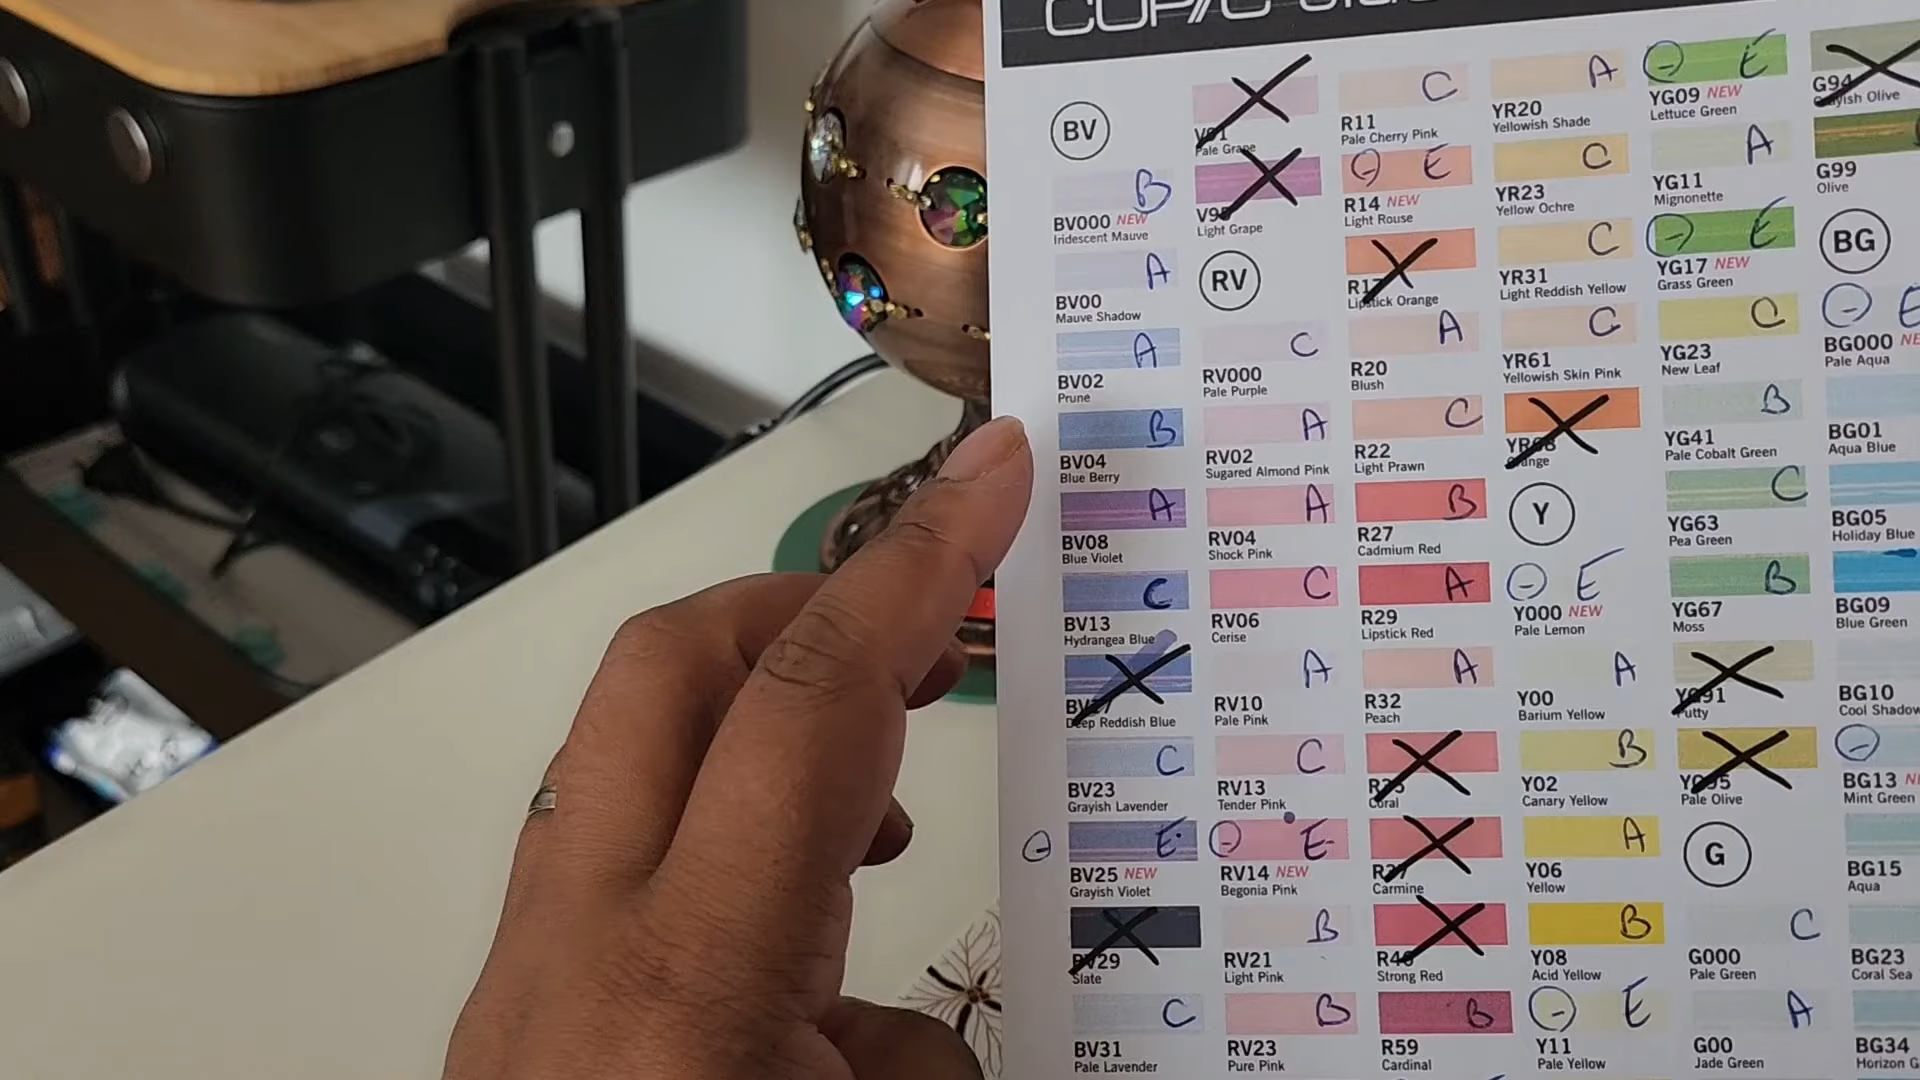 BV
B
BV000 NEW
Iridescent Mauve
A
BV00
Mauve Shadow
A
BV02
Prune
B
BV04
Blue Berry
A
BV08
Blue Violet
C
BV13
Hydrangea Blue
Deep Reddish Blue
C
BV23
Grayish Lavender
E
BV25 NEW
Grayish Violet
BV29
Slate
C
BV31
Pale Lavender
Pale Grape
Light Grape
RV
C
RV000
Pale Purple
A
RV02
Sugared Almond Pink
A
RV04
Shock Pink
C
RV06
Cerise
A
RV10
Pale Pink
C
RV13
Tender Pink
E
RV14 NEW
Begonia Pink
B
RV21
Light Pink
B
RV23
Pure Pink
C
R11
Pale Cherry Pink
E
R14 NEW
Light Rouse
Lipstick Orange
A
R20
Blush
C
R22
Light Prawn
B
R27
Cadmium Red
A
R29
Lipstick Red
A
R32
Peach
Coral
Carmine
Strong Red
B
R59
Cardinal
A
YR20
Yellowish Shade
C
YR23
Yellow Ochre
C
YR31
Light Reddish Yellow
C
YR61
Yellowish Skin Pink
Y
E
Y000 NEW
Pale Lemon
A
Y00
Barium Yellow
B
Y02
Canary Yellow
A
Y06
Yellow
B
Y08
Acid Yellow
E
Y11
Pale Yellow
E
YG09 NEW
Lettuce Green
A
YG11
Mignonette
E
YG17 NEW
Grass Green
C
YG23
New Leaf
B
YG41
Pale Cobalt Green
C
YG63
Pea Green
B
YG67
Moss
Putty
Pale Olive
G
C
G000
Pale Green
A
G00
Jade Green
G94
G99
Olive
BG
E
BG000 NE
Pale Aqua
BG01
Aqua Blue
BG05
Holiday Blue
BG09
Blue Green
BG10
Cool Shadow
BG13 N
Mint Green
BG15
Aqua
BG23
Coral Sea
BG34
Horizon G